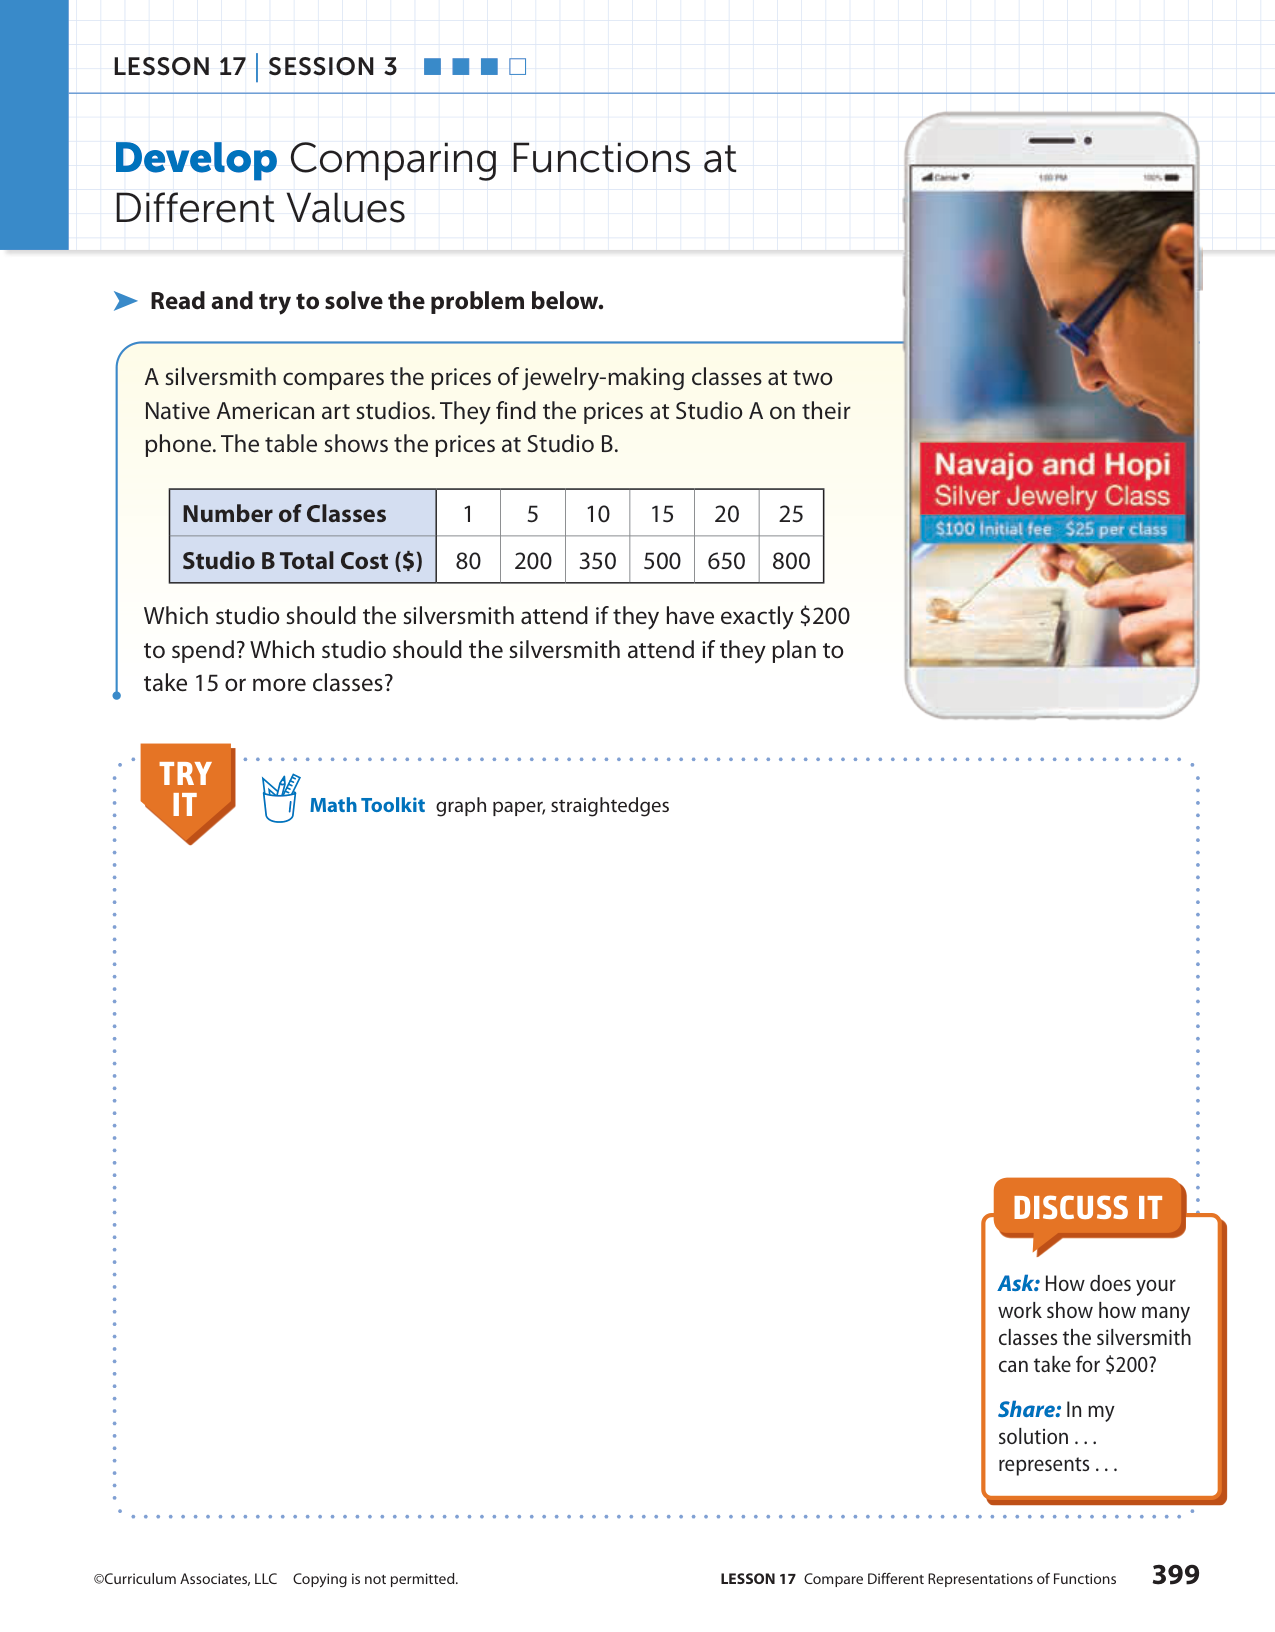 LESSON 17 | SESSION 3
Develop Comparing Functions at
Different Values
Carrier 1:00 PM 100%
Read and try to solve the problem below.
A silversmith compares the prices of jewelry-making classes at two
Native American art studios. They find the prices at Studio A on their
phone. The table shows the prices at Studio B.
Number of Classes 1 5 10 15 20 25
Studio B Total Cost ($) 80 200 350 500 650 800
Which studio should the silversmith attend if they have exactly $200
to spend? Which studio should the silversmith attend if they plan to
take 15 or more classes?
Navajo and Hopi
Silver Jewelry Class
$100 Initial fee $25 per class
TRY
IT
Math Toolkit graph paper, straightedges
DISCUSS IT
Ask: How does your
work show how many
classes the silversmith
can take for $200?
Share: In my
solution . . .
represents . . .
©Curriculum Associates, LLC Copying is not permitted.
LESSON 17 Compare Different Representations of Functions 399